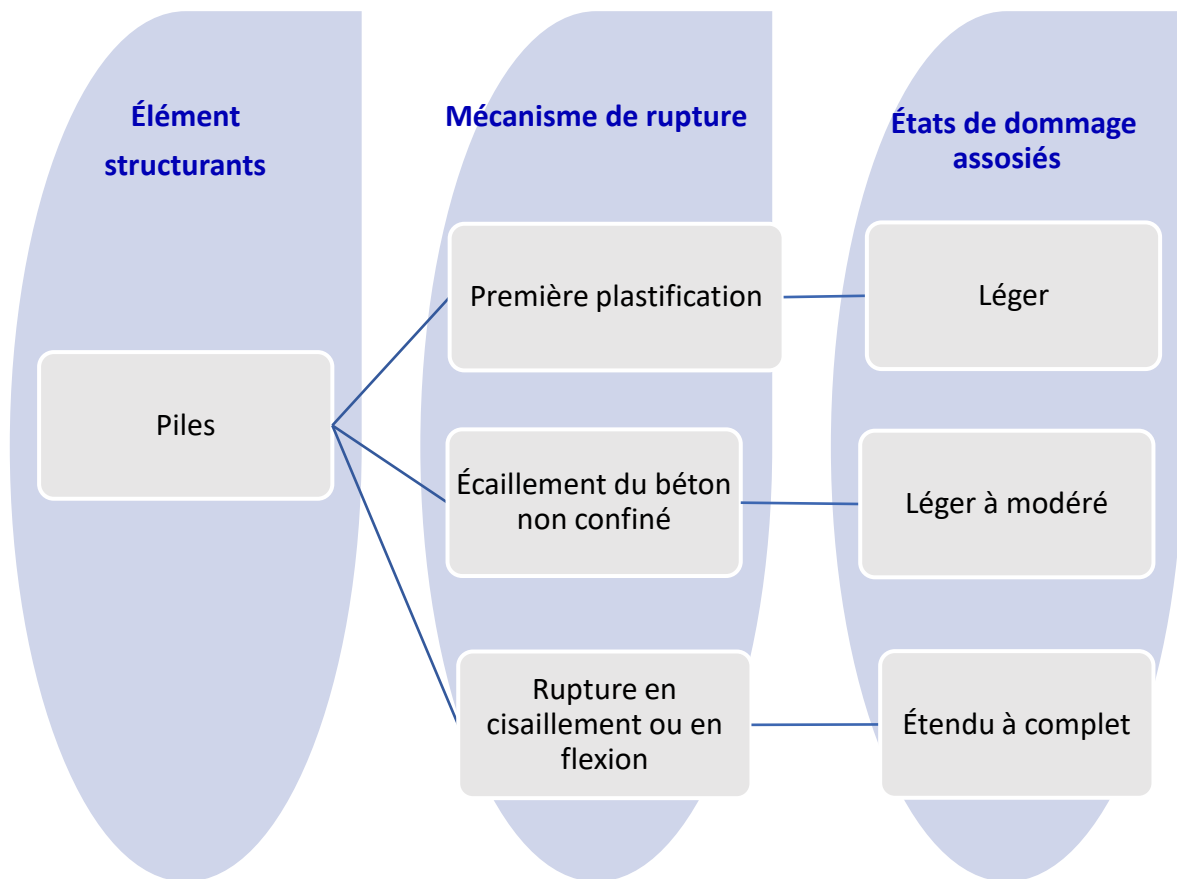 Élément
structurants
Mécanisme de rupture
États de dommage
assosiés
Piles
Première plastification
Léger
Écaillement du béton
non confiné
Léger à modéré
Rupture en
cisaillement ou en
flexion
Étendu à complet